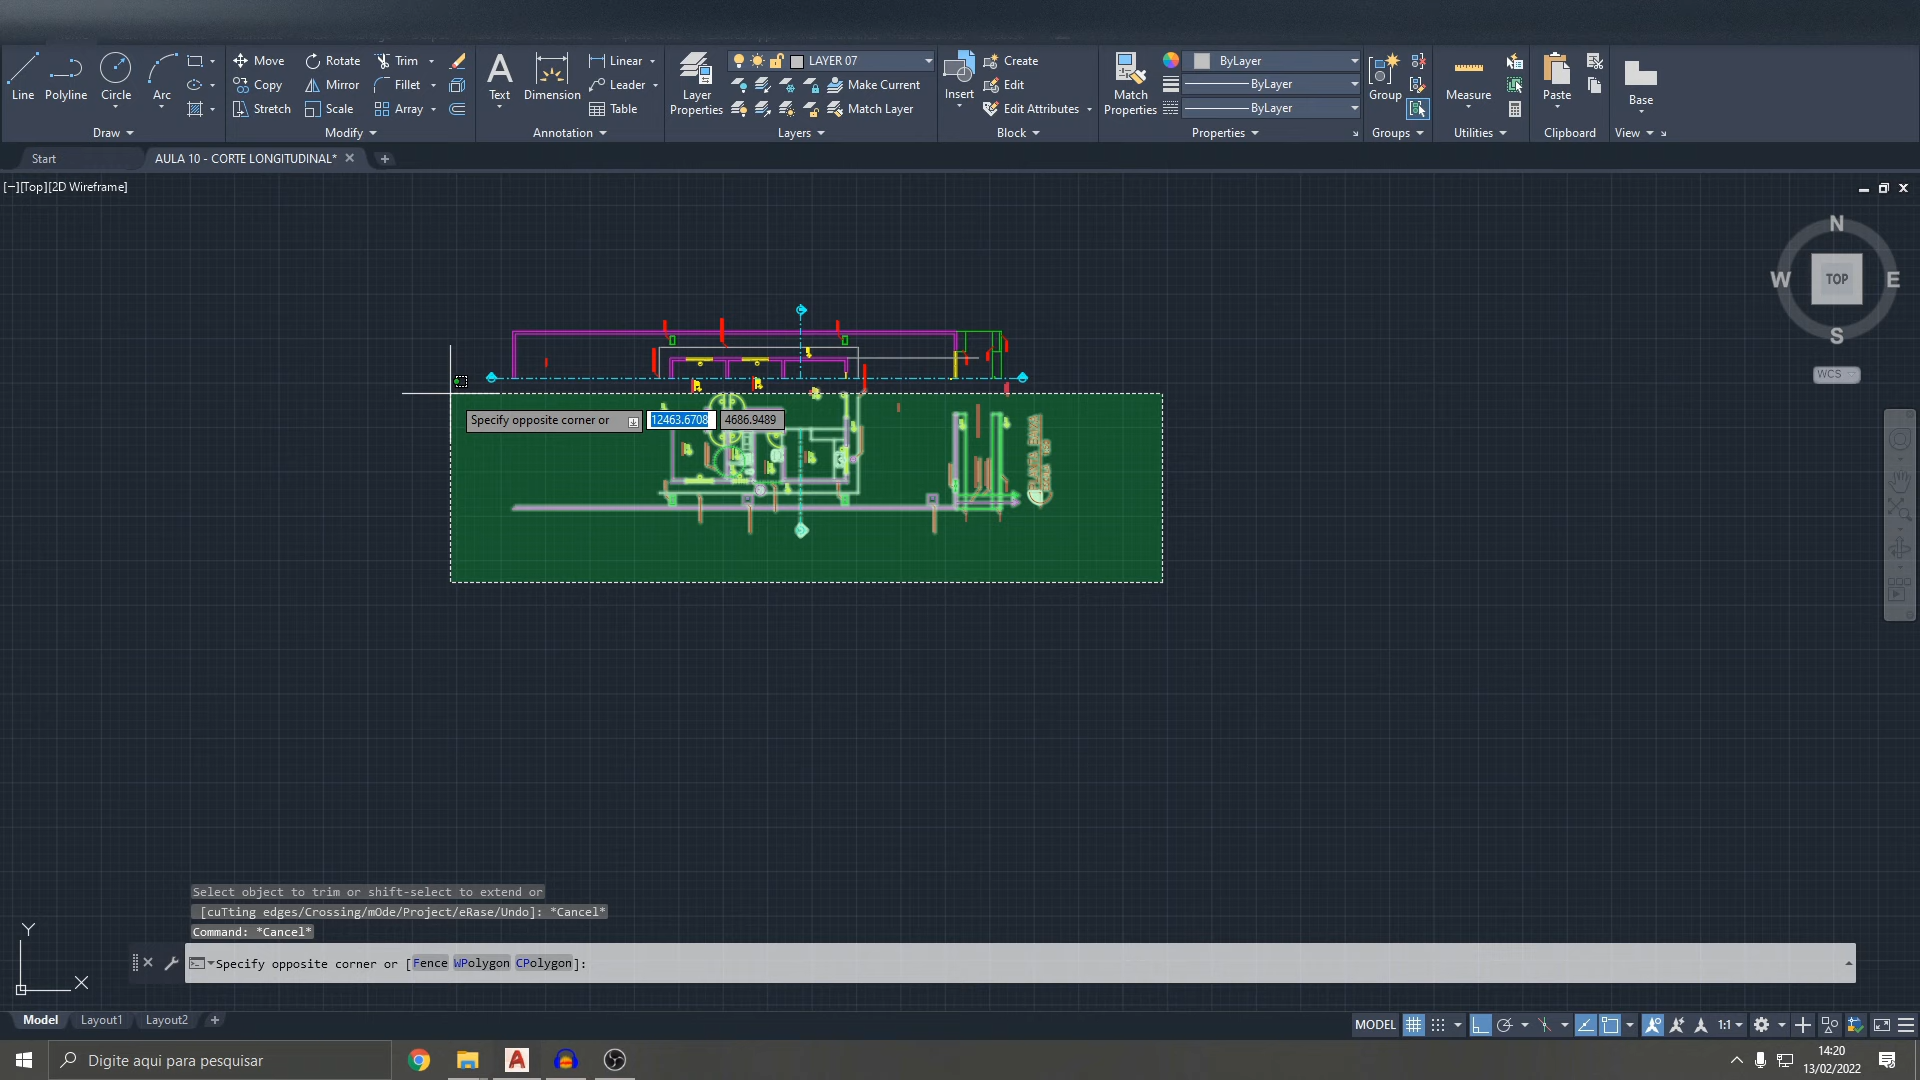 Line
Polyline
Circle
Arc
Draw
Move
Copy
Stretch
Rotate
Mirror
Scale
Trim
Fillet
Array
Modify
Text
Dimension
Linear
Leader
Table
Annotation
Layer
Properties
LAYER 07
Make Current
Match Layer
Layers
Insert
Create
Edit
Edit Attributes
Block
Match
Properties
ByLayer
ByLayer
ByLayer
Properties
Group
Groups
Measure
Utilities
Paste
Clipboard
Base
View
Start
AULA 10 - CORTE LONGITUDINAL*
[−][Top][2D Wireframe]
N
W
TOP
E
S
WCS
Specify opposite corner or
12463.6708
4686.9489
Select object to trim or shift-select to extend or
[cuTting edges/Crossing/mOde/Project/eRase/Undo]: *Cancel*
Command: *Cancel*
Y
X
Specify opposite corner or [Fence WPolygon CPolygon]:
Model
Layout1
Layout2
MODEL
1:1
Digite aqui para pesquisar
A
14:20
13/02/2022